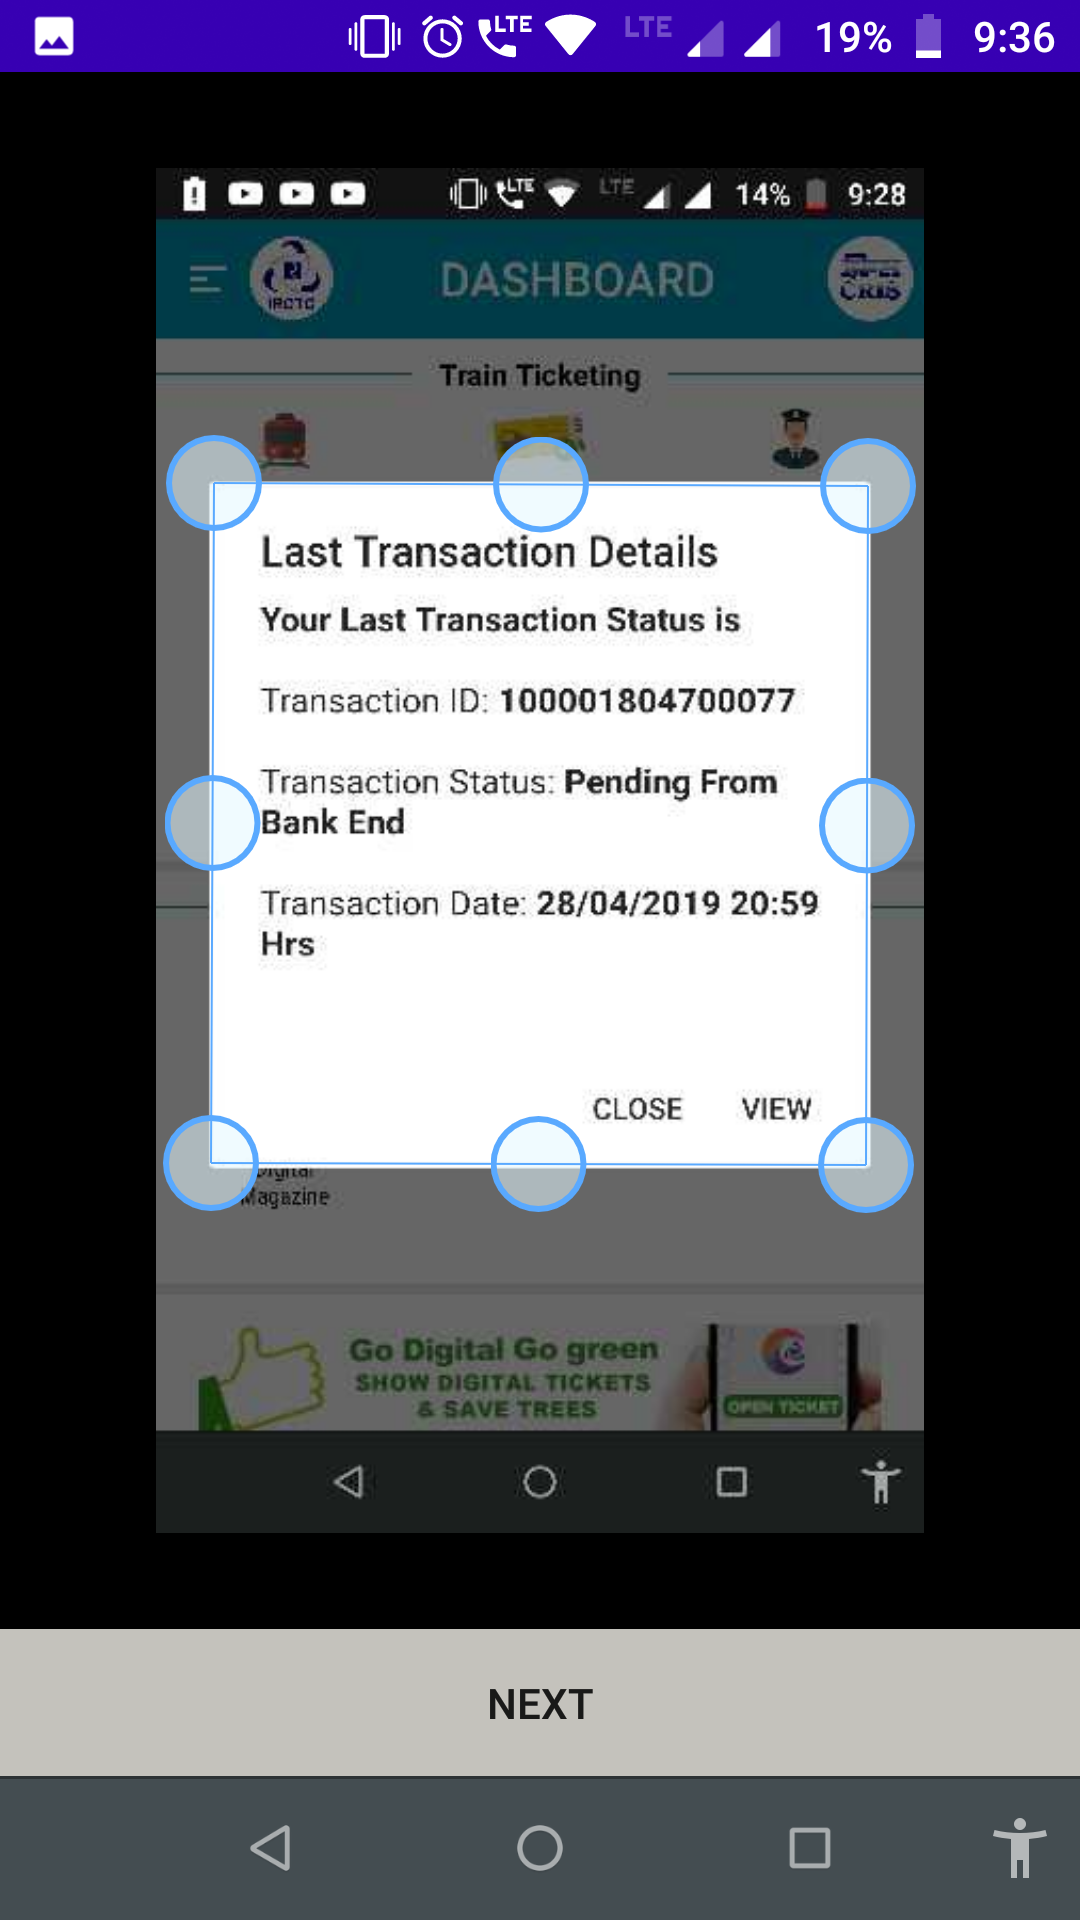 LTE LTE 19% 9:36
LTE LTE 14% 9:28
IRCTC DASHBOARD CRIS
Train Ticketing
Last Transaction Details
Your Last Transaction Status is
Transaction ID: 100001804700077
Transaction Status: Pending From
Bank End
Transaction Date: 28/04/2019 20:59
Hrs
CLOSE VIEW
Digital
Magazine
Go Digital Go green
SHOW DIGITAL TICKETS
& SAVE TREES
OPEN TICKET
NEXT